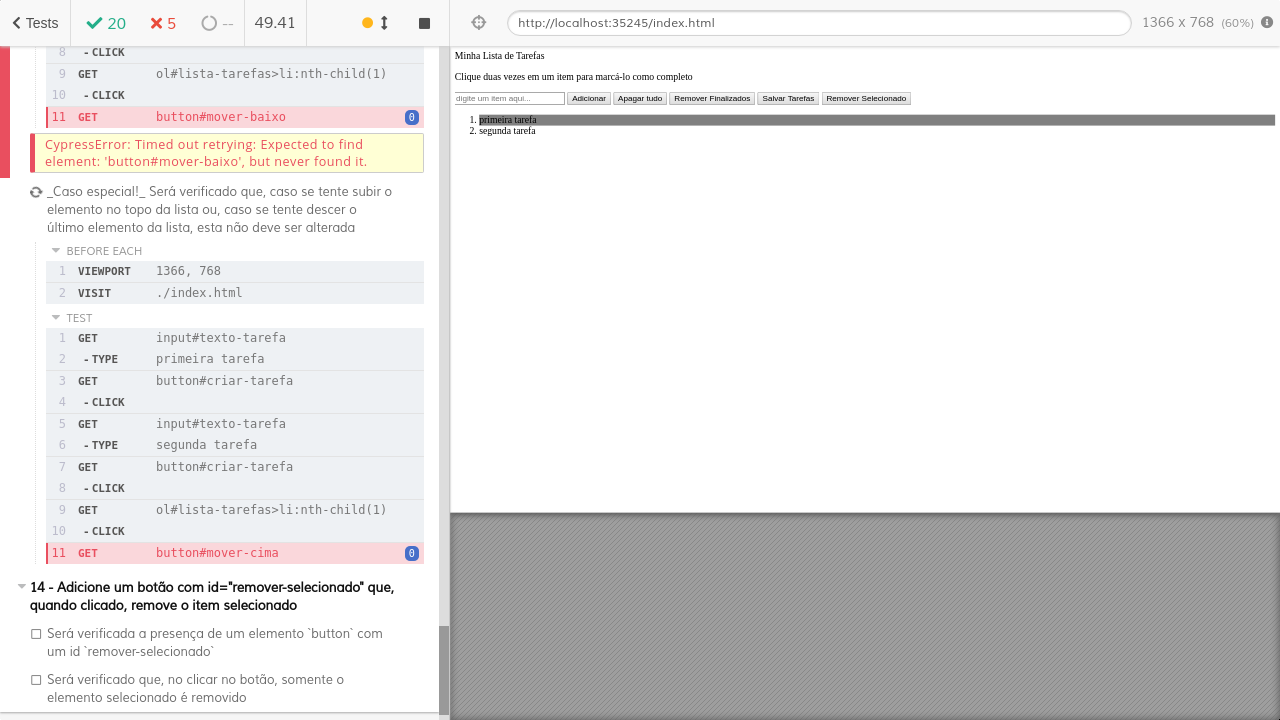 Tests
20
5
--
49.41
http://localhost:35245/index.html
1366 x 768 (60%)
8 -CLICK
9 GET ol#lista-tarefas>li:nth-child(1)
10 -CLICK
11 GET button#mover-baixo 0
CypressError: Timed out retrying: Expected to find
element: 'button#mover-baixo', but never found it.
_Caso especial!_ Será verificado que, caso se tente subir o
elemento no topo da lista ou, caso se tente descer o
último elemento da lista, esta não deve ser alterada
BEFORE EACH
1 VIEWPORT 1366, 768
2 VISIT ./index.html
TEST
1 GET input#texto-tarefa
2 -TYPE primeira tarefa
3 GET button#criar-tarefa
4 -CLICK
5 GET input#texto-tarefa
6 -TYPE segunda tarefa
7 GET button#criar-tarefa
8 -CLICK
9 GET ol#lista-tarefas>li:nth-child(1)
10 -CLICK
11 GET button#mover-cima 0
14 - Adicione um botão com id="remover-selecionado" que,
quando clicado, remove o item selecionado
Será verificada a presença de um elemento `button` com
um id `remover-selecionado`
Será verificado que, no clicar no botão, somente o
elemento selecionado é removido
Minha Lista de Tarefas
Clique duas vezes em um item para marcá-lo como completo
digite um item aqui... Adicionar Apagar tudo Remover Finalizados Salvar Tarefas Remover Selecionado
1. primeira tarefa
2. segunda tarefa